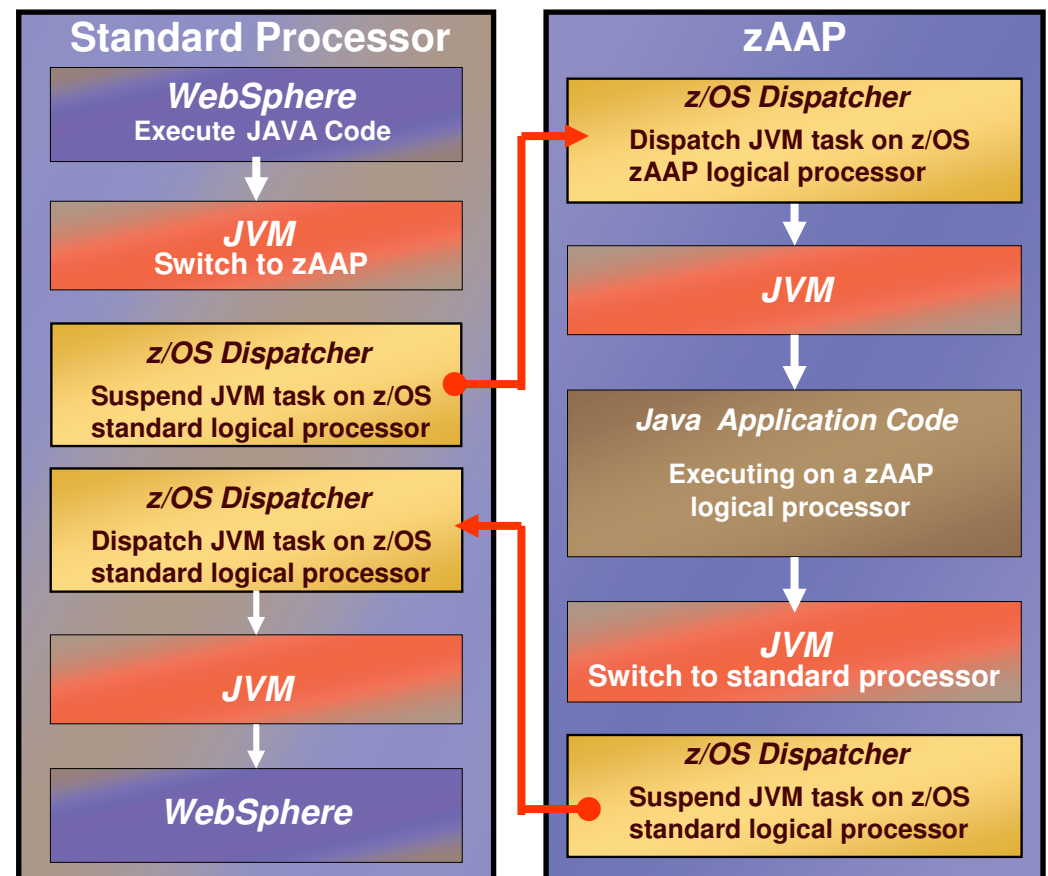 Standard Processor
WebSphere
Execute JAVA Code
JVM
Switch to zAAP
z/OS Dispatcher
Suspend JVM task on z/OS
standard logical processor
z/OS Dispatcher
Dispatch JVM task on z/OS
standard logical processor
JVM
WebSphere
zAAP
z/OS Dispatcher
Dispatch JVM task on z/OS
zAAP logical processor
JVM
Java Application Code
Executing on a zAAP
logical processor
JVM
Switch to standard processor
z/OS Dispatcher
Suspend JVM task on z/OS
standard logical processor